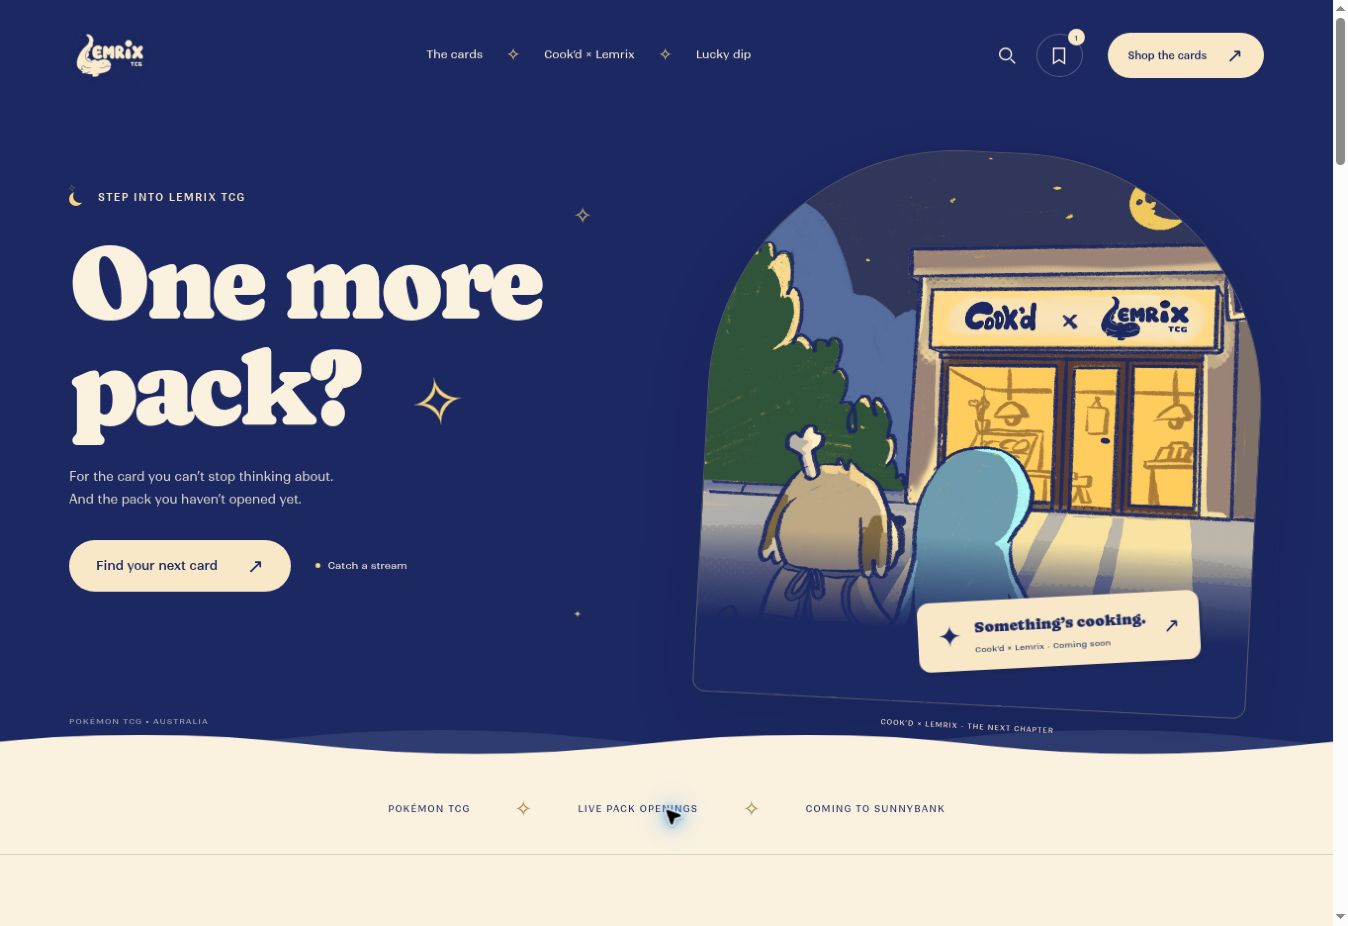 LEMRIX
TCG
The cards
Cook'd × Lemrix
Lucky dip
1
Shop the cards
STEP INTO LEMRIX TCG
One more
pack?
For the card you can't stop thinking about.
And the pack you haven't opened yet.
Find your next card
Catch a stream
COOK'D × LEMRIX
TCG
Something's cooking.
Cook'd × Lemrix · Coming soon
POKÉMON TCG • AUSTRALIA
COOK'D × LEMRIX - THE NEXT CHAPTER
POKÉMON TCG
LIVE PACK OPENINGS
COMING TO SUNNYBANK